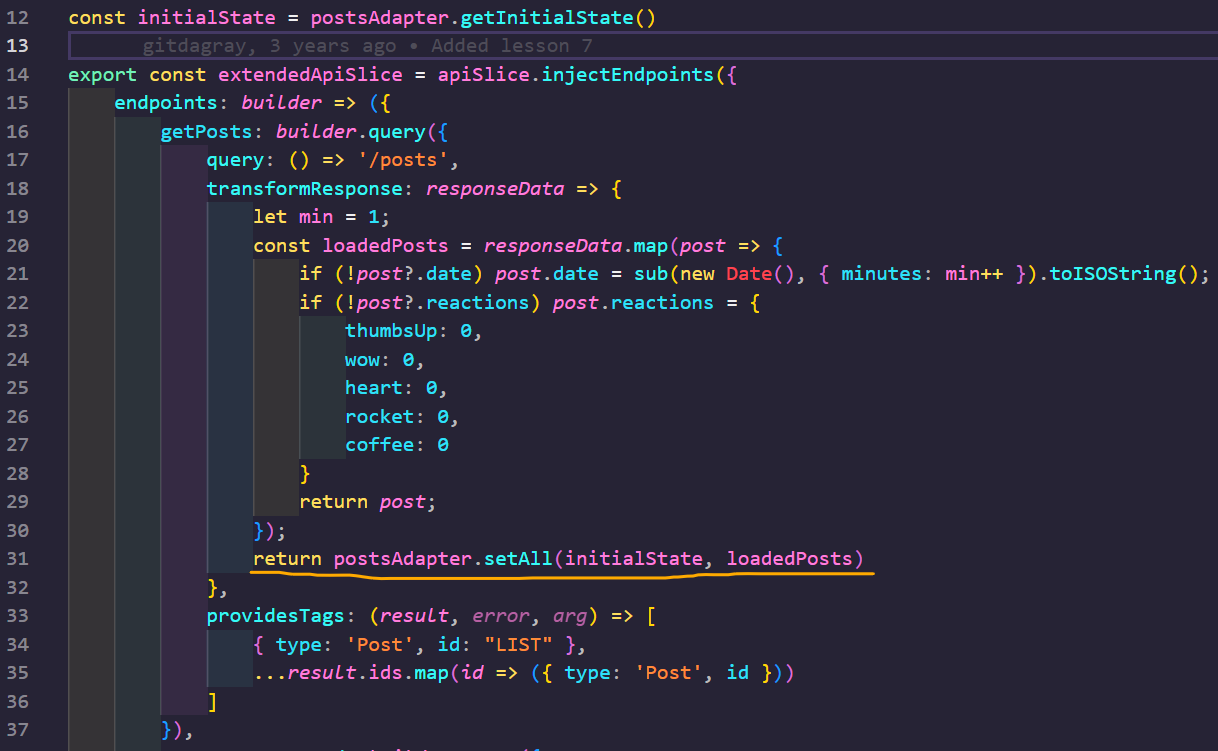 12 const initialState = postsAdapter.getInitialState()
13 gitdagray, 3 years ago • Added lesson 7
14 export const extendedApiSlice = apiSlice.injectEndpoints({
15 endpoints: builder => ({
16 getPosts: builder.query({
17 query: () => '/posts',
18 transformResponse: responseData => {
19 let min = 1;
20 const loadedPosts = responseData.map(post => {
21 if (!post?.date) post.date = sub(new Date(), { minutes: min++ }).toISOString();
22 if (!post?.reactions) post.reactions = {
23 thumbsUp: 0,
24 wow: 0,
25 heart: 0,
26 rocket: 0,
27 coffee: 0
28 }
29 return post;
30 });
31 return postsAdapter.setAll(initialState, loadedPosts)
32 },
33 providesTags: (result, error, arg) => [
34 { type: 'Post', id: "LIST" },
35 ...result.ids.map(id => ({ type: 'Post', id }))
36 ]
37 }),